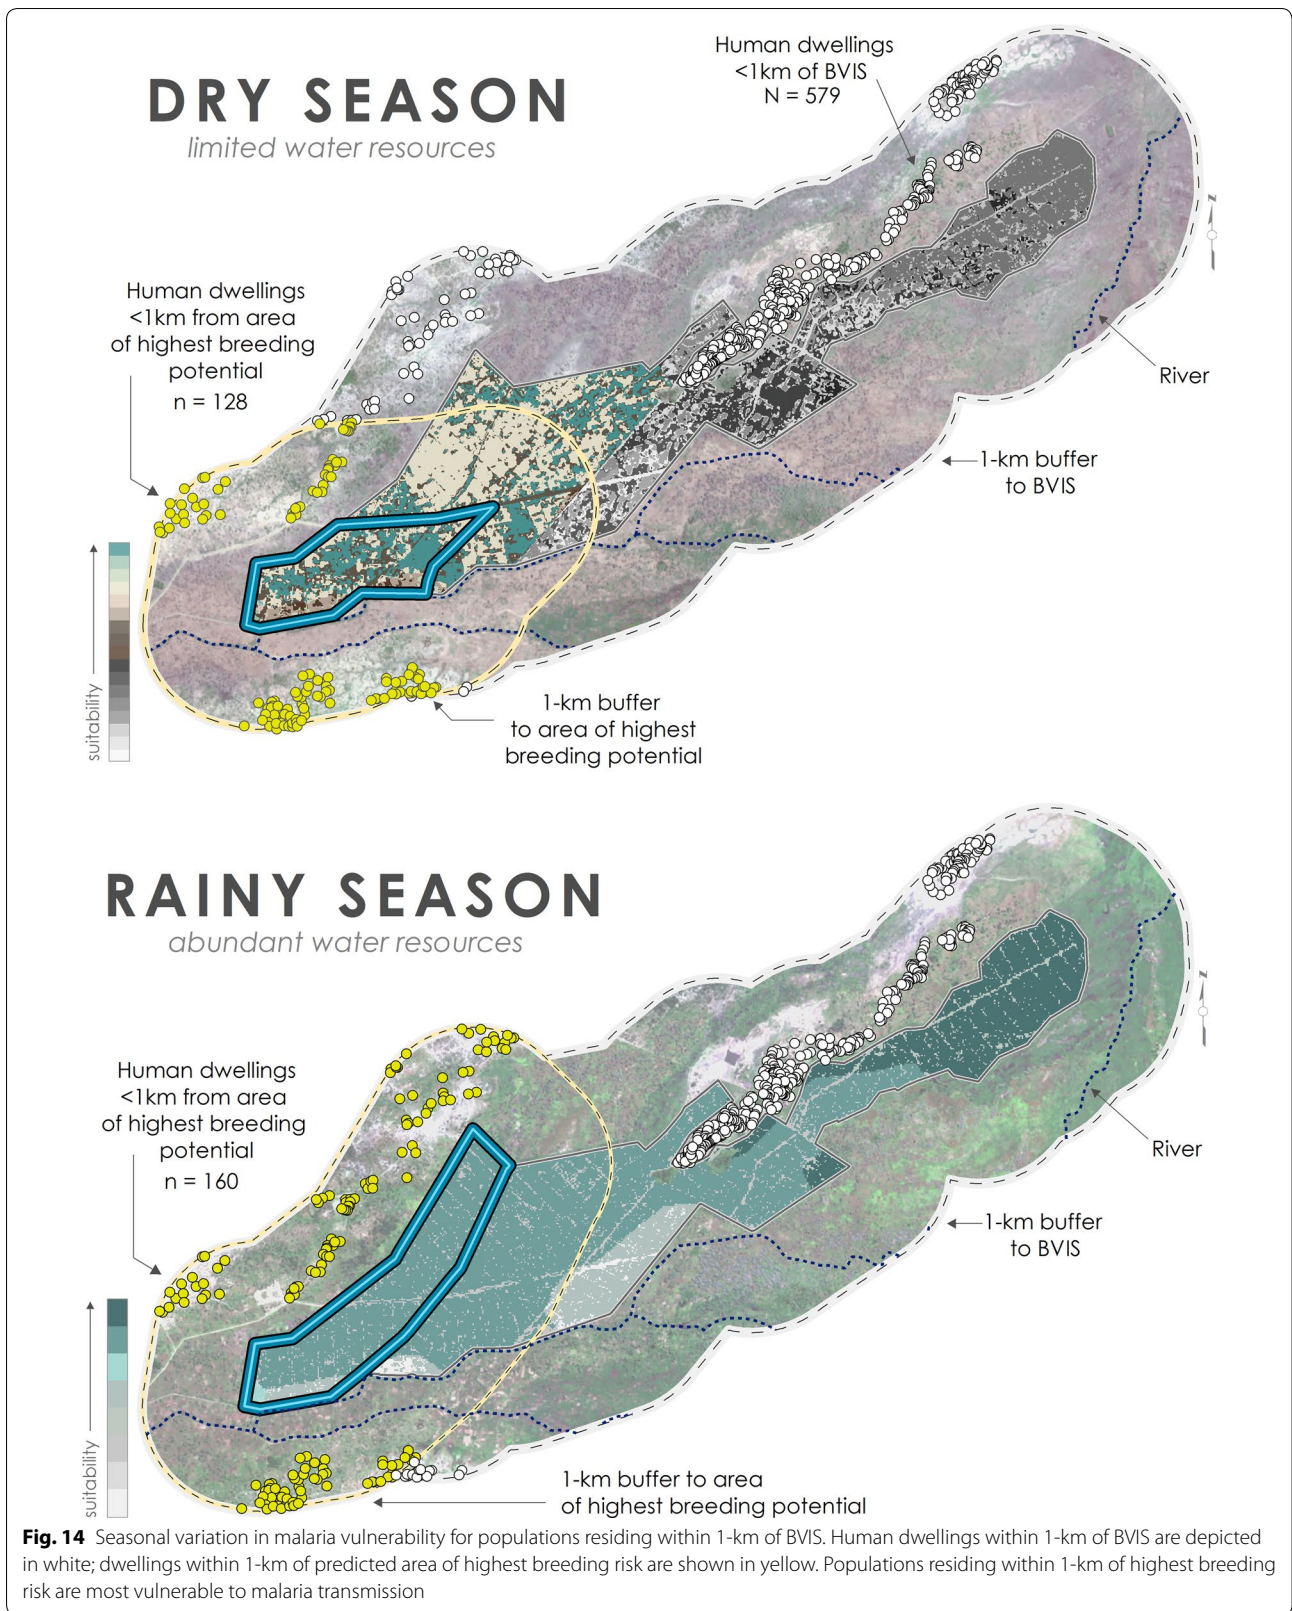 DRY SEASON
limited water resources
Human dwellings
<1km of BVIS
N = 579
z
Human dwellings
<1km from area
of highest breeding
potential
n = 128
River
1-km buffer
to BVIS
suitability
1-km buffer
to area of highest
breeding potential
RAINY SEASON
abundant water resources
z
Human dwellings
<1km from area
of highest breeding
potential
n = 160
River
1-km buffer
to BVIS
suitability
1-km buffer to area
of highest breeding potential
Fig. 14 Seasonal variation in malaria vulnerability for populations residing within 1-km of BVIS. Human dwellings within 1-km of BVIS are depicted
in white; dwellings within 1-km of predicted area of highest breeding risk are shown in yellow. Populations residing within 1-km of highest breeding
risk are most vulnerable to malaria transmission